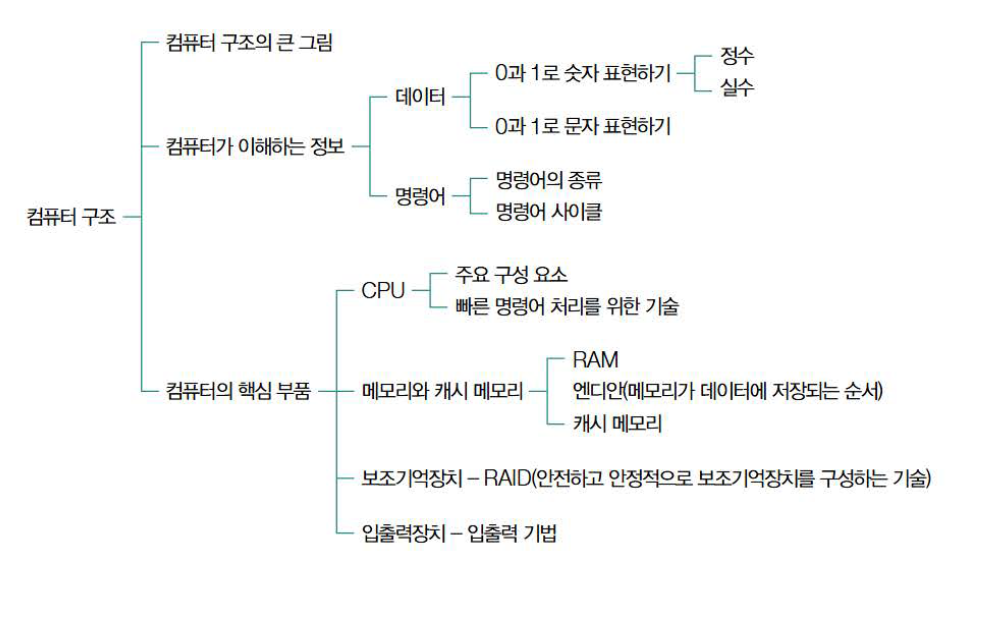 컴퓨터 구조
컴퓨터 구조의 큰 그림
컴퓨터가 이해하는 정보
데이터
0과 1로 숫자 표현하기
정수
실수
0과 1로 문자 표현하기
명령어
명령어의 종류
명령어 사이클
컴퓨터의 핵심 부품
CPU
주요 구성 요소
빠른 명령어 처리를 위한 기술
메모리와 캐시 메모리
RAM
엔디안(메모리가 데이터에 저장되는 순서)
캐시 메모리
보조기억장치 – RAID(안전하고 안정적으로 보조기억장치를 구성하는 기술)
입출력장치 – 입출력 기법